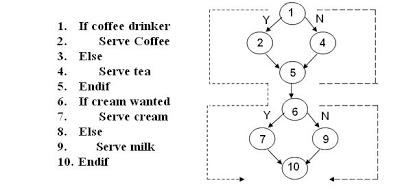 1. If coffee drinker
2. Serve Coffee
3. Else
4. Serve tea
5. Endif
6. If cream wanted
7. Serve cream
8. Else
9. Serve milk
10. Endif
1
Y N
2 4
5
6
Y N
7 9
10